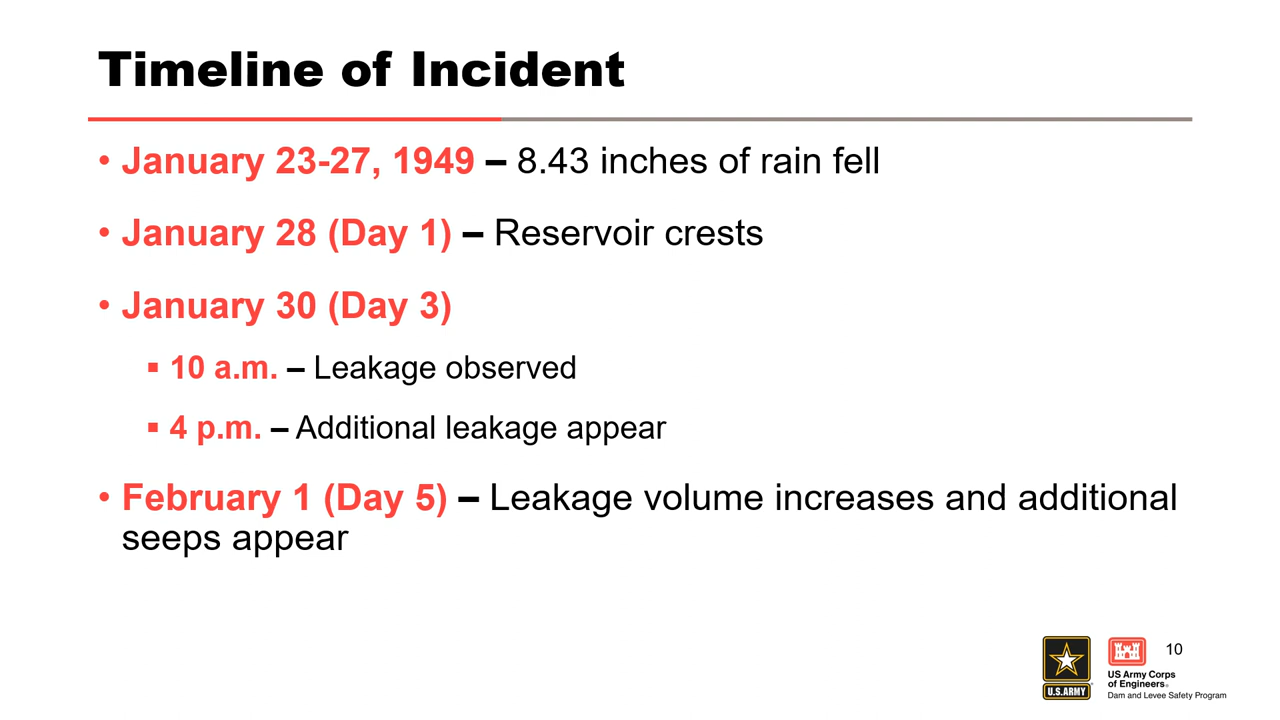 Timeline of Incident
• January 23-27, 1949 – 8.43 inches of rain fell
• January 28 (Day 1) – Reservoir crests
• January 30 (Day 3)
▪ 10 a.m. – Leakage observed
▪ 4 p.m. – Additional leakage appear
• February 1 (Day 5) – Leakage volume increases and additional
seeps appear
10
U.S.ARMY
US Army Corps
of Engineers®
Dam and Levee Safety Program